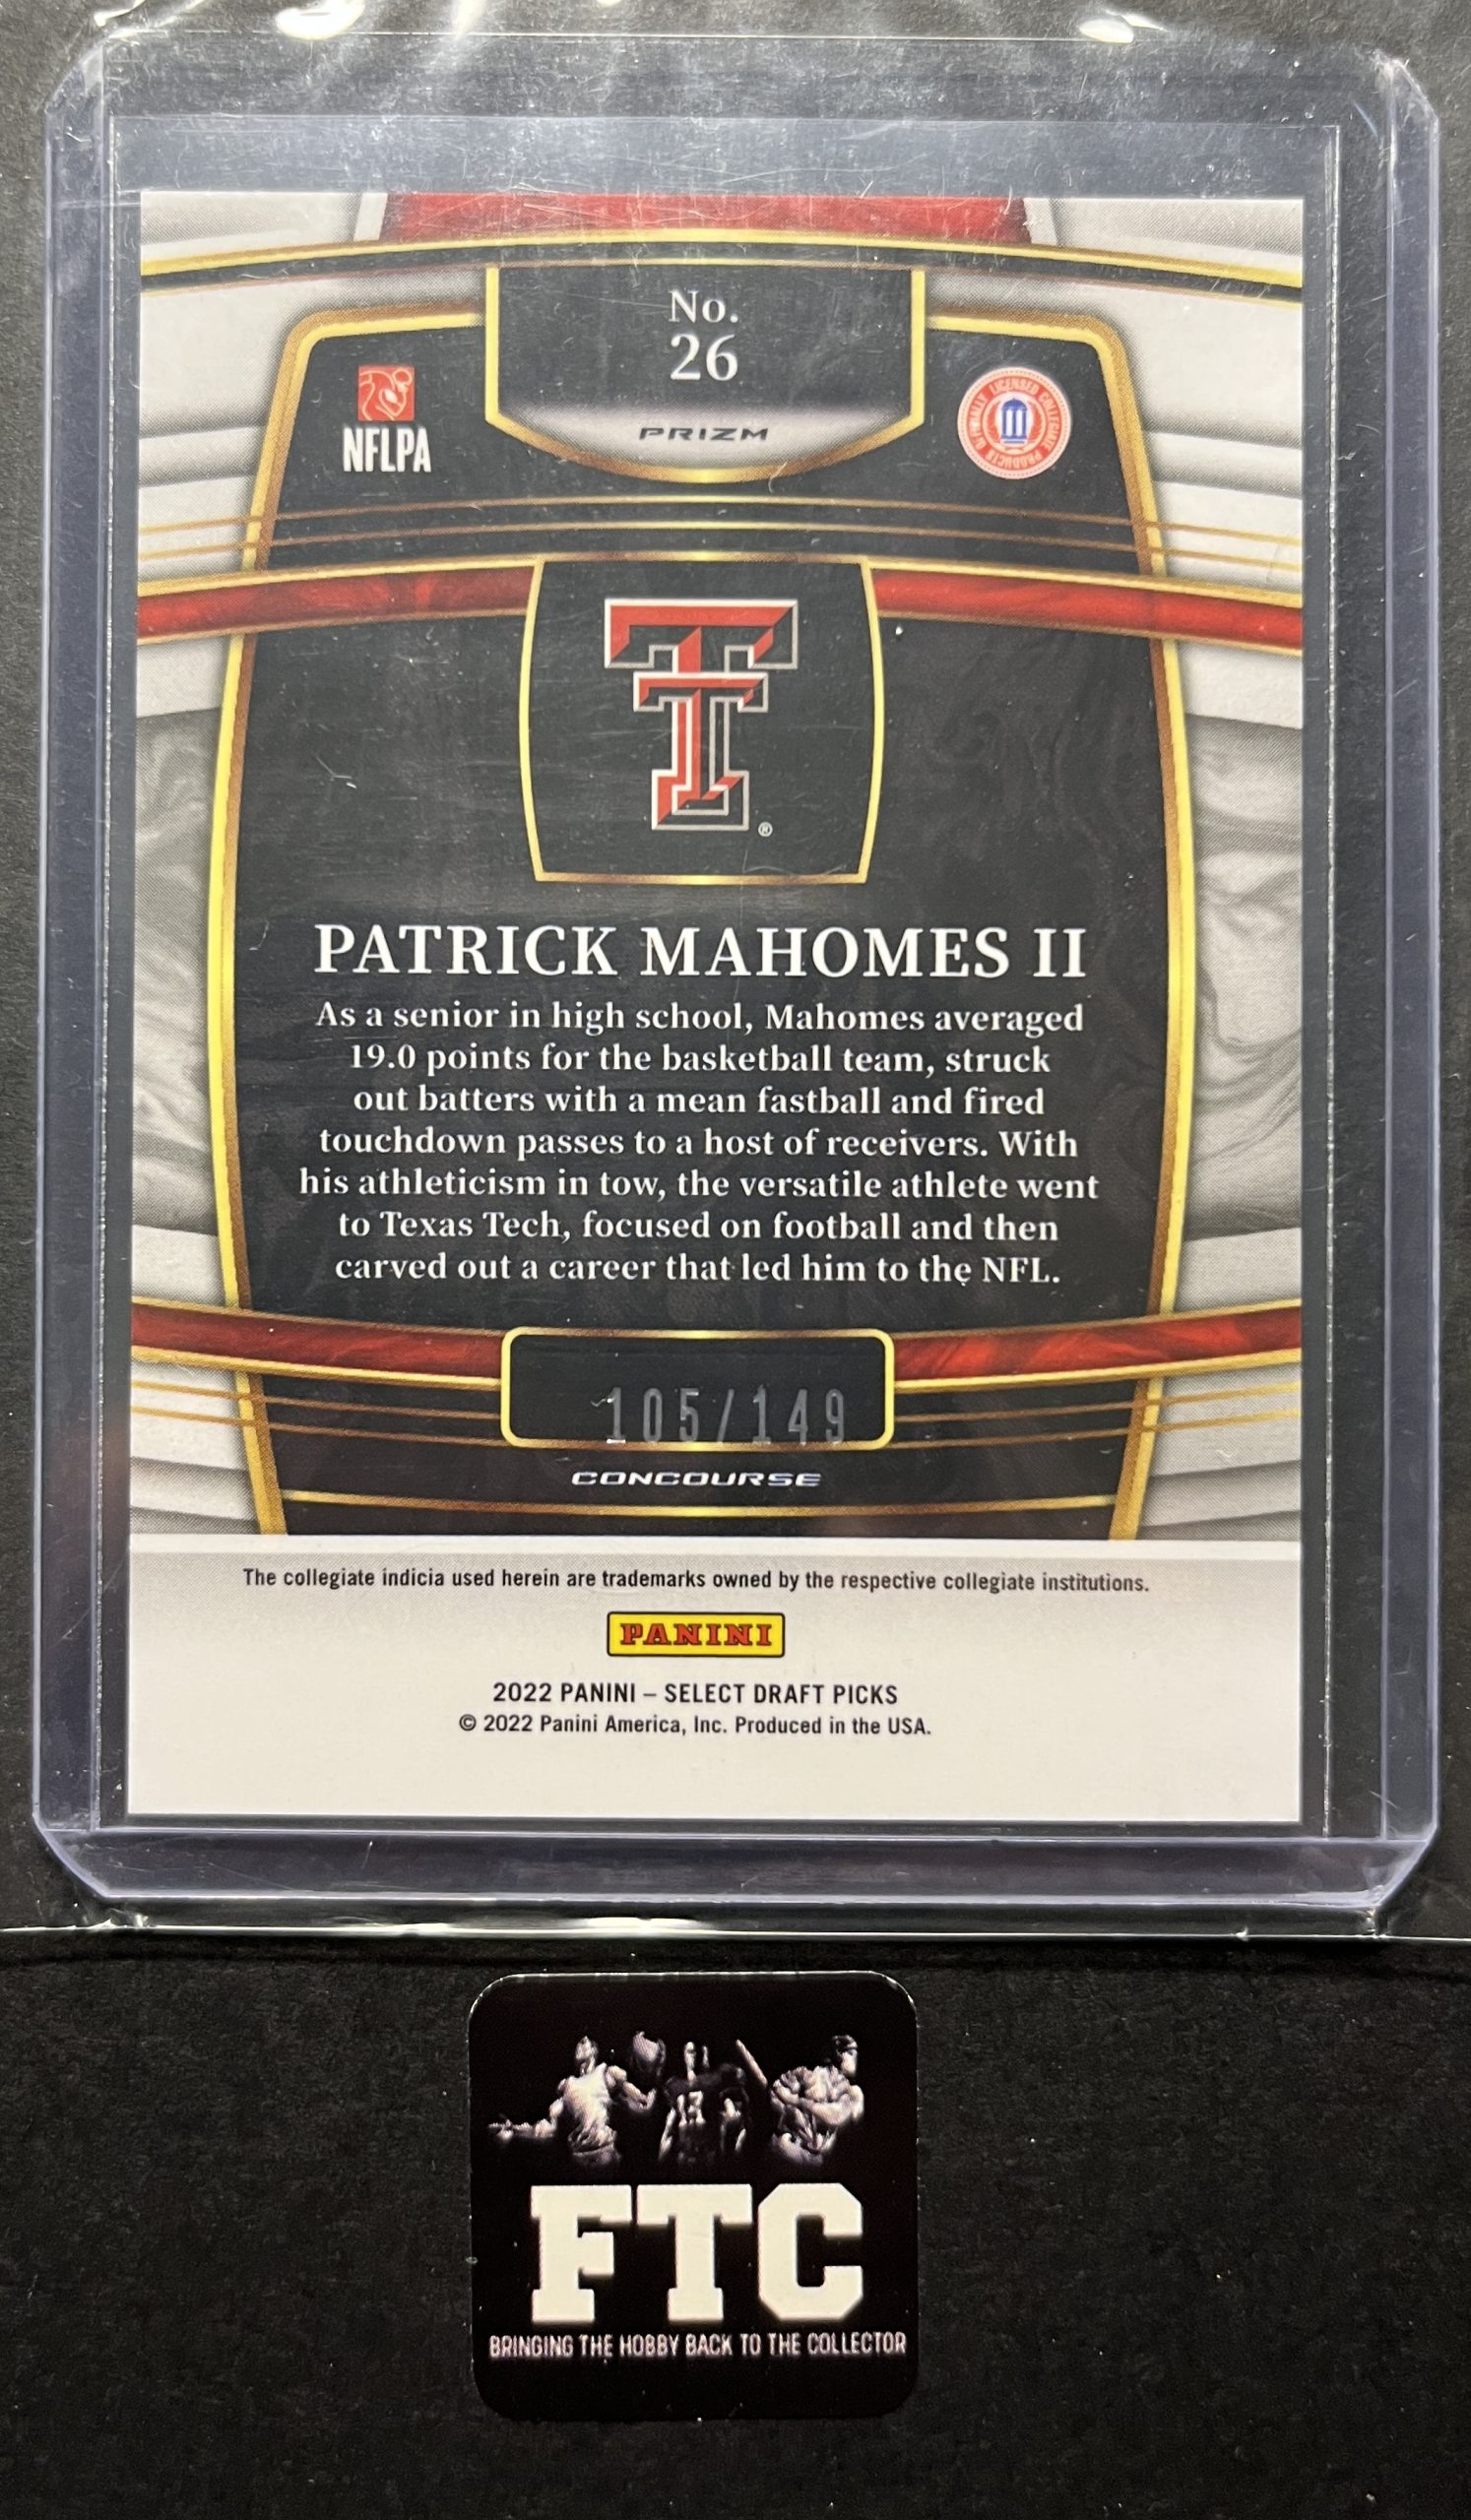 No.
26
PRIZM
NFLPA
OFFICIALLY LICENSED COLLEGIATE PRODUCTS
TT
®
PATRICK MAHOMES II
As a senior in high school, Mahomes averaged
19.0 points for the basketball team, struck
out batters with a mean fastball and fired
touchdown passes to a host of receivers. With
his athleticism in tow, the versatile athlete went
to Texas Tech, focused on football and then
carved out a career that led him to the NFL.
105/149
CONCOURSE
The collegiate indicia used herein are trademarks owned by the respective collegiate institutions.
PANINI
2022 PANINI – SELECT DRAFT PICKS
© 2022 Panini America, Inc. Produced in the USA.
FTC
BRINGING THE HOBBY BACK TO THE COLLECTOR